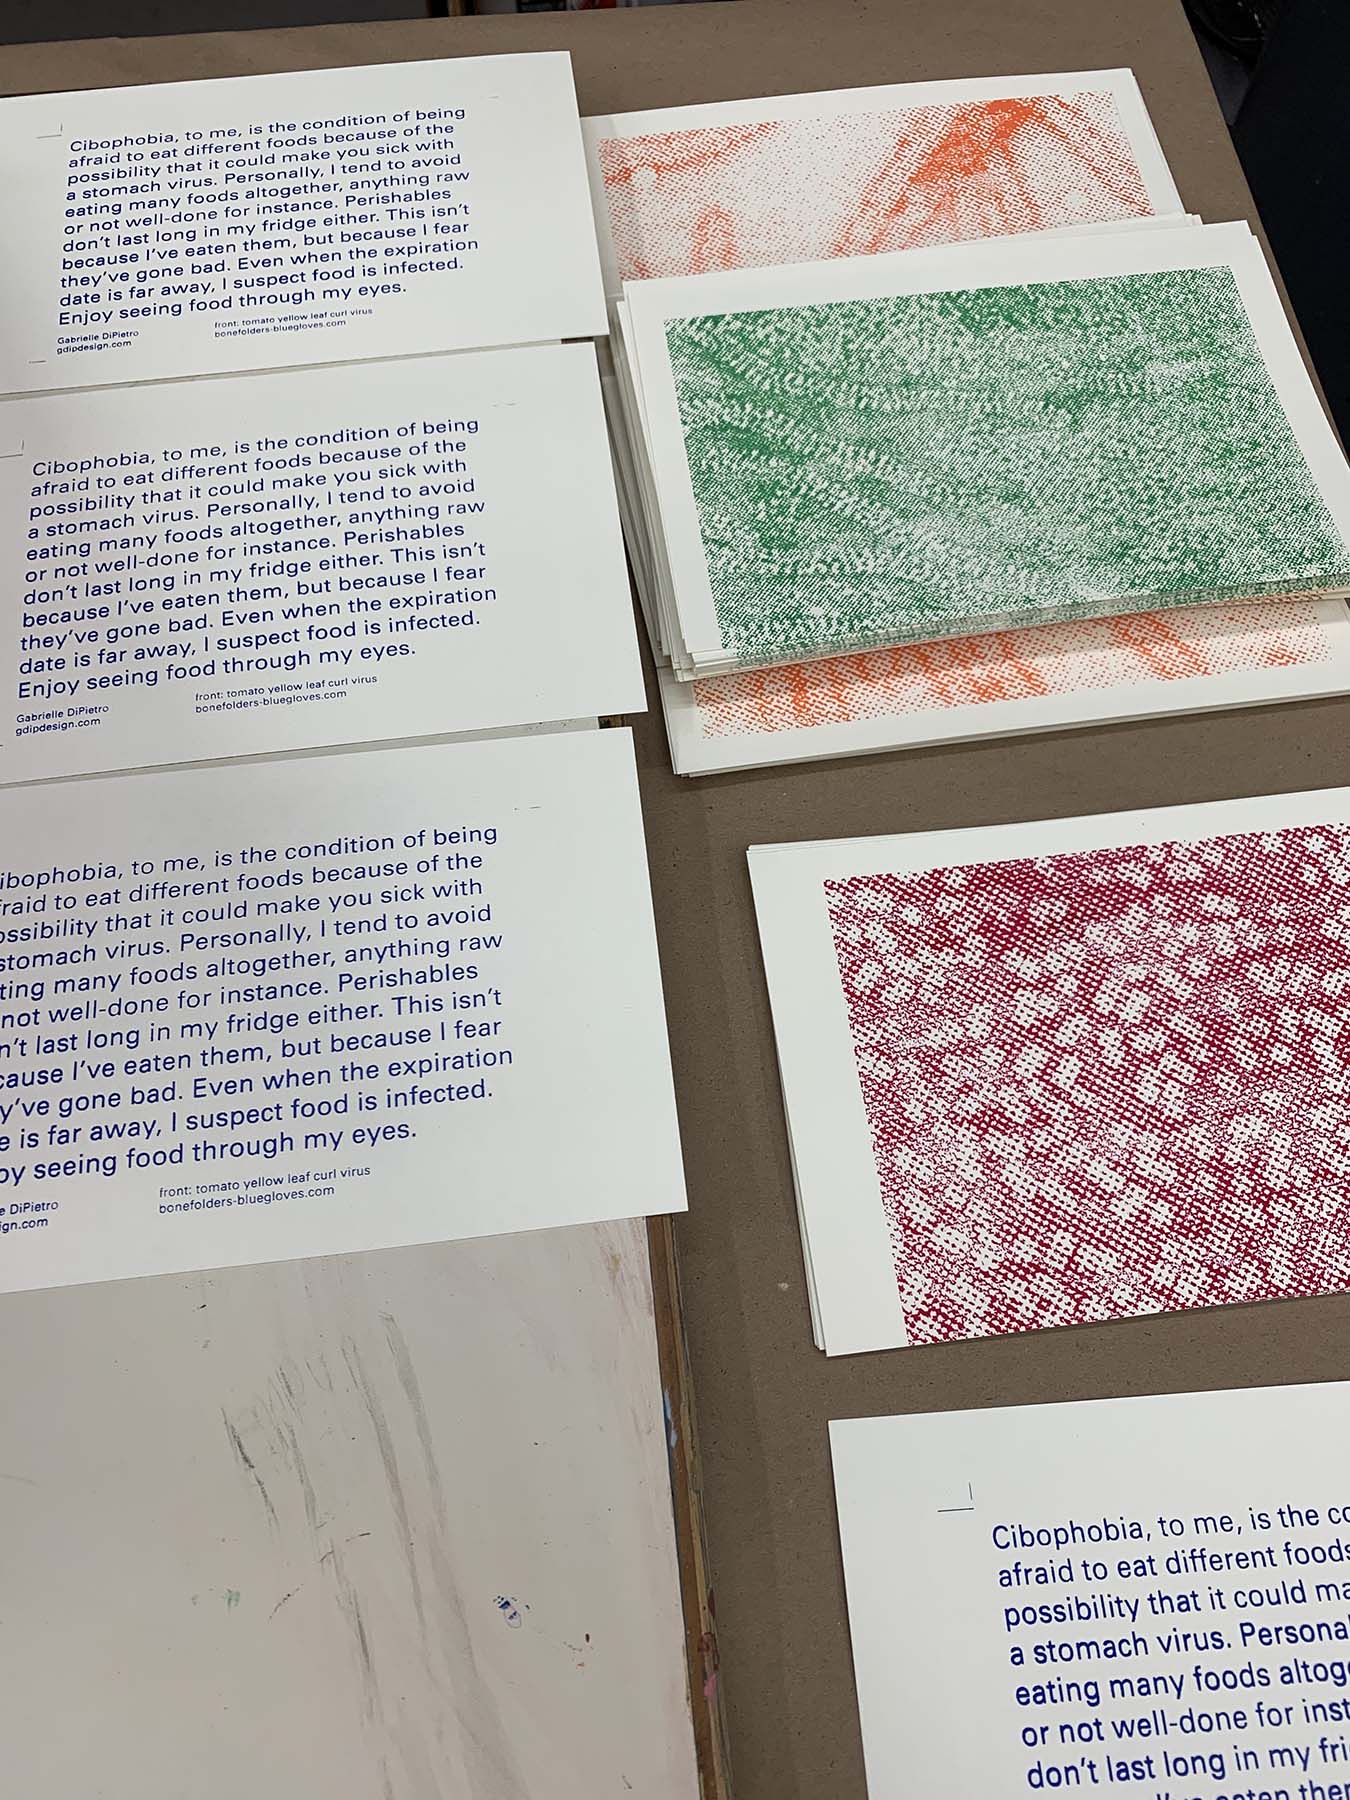 Cibophobia, to me, is the condition of being
afraid to eat different foods because of the
possibility that it could make you sick with
a stomach virus. Personally, I tend to avoid
eating many foods altogether, anything raw
or not well-done for instance. Perishables
don't last long in my fridge either. This isn't
because I've eaten them, but because I fear
they've gone bad. Even when the expiration
date is far away, I suspect food is infected.
Enjoy seeing food through my eyes.
Gabrielle DiPietro
gdipdesign.com
front: tomato yellow leaf curl virus
bonefolders-bluegloves.com
Cibophobia, to me, is the condition of being
afraid to eat different foods because of the
possibility that it could make you sick with
a stomach virus. Personally, I tend to avoid
eating many foods altogether, anything raw
or not well-done for instance. Perishables
don't last long in my fridge either. This isn't
because I've eaten them, but because I fear
they've gone bad. Even when the expiration
date is far away, I suspect food is infected.
Enjoy seeing food through my eyes.
Gabrielle DiPietro
gdipdesign.com
front: tomato yellow leaf curl virus
bonefolders-bluegloves.com
ibophobia, to me, is the condition of being
fraid to eat different foods because of the
ossibility that it could make you sick with
stomach virus. Personally, I tend to avoid
ting many foods altogether, anything raw
not well-done for instance. Perishables
n't last long in my fridge either. This isn't
cause I've eaten them, but because I fear
y've gone bad. Even when the expiration
e is far away, I suspect food is infected.
oy seeing food through my eyes.
e DiPietro
ign.com
front: tomato yellow leaf curl virus
bonefolders-bluegloves.com
Cibophobia, to me, is the co
afraid to eat different foods
possibility that it could ma
a stomach virus. Persona
eating many foods altog
or not well-done for inst
don't last long in my fri
I've eaten ther